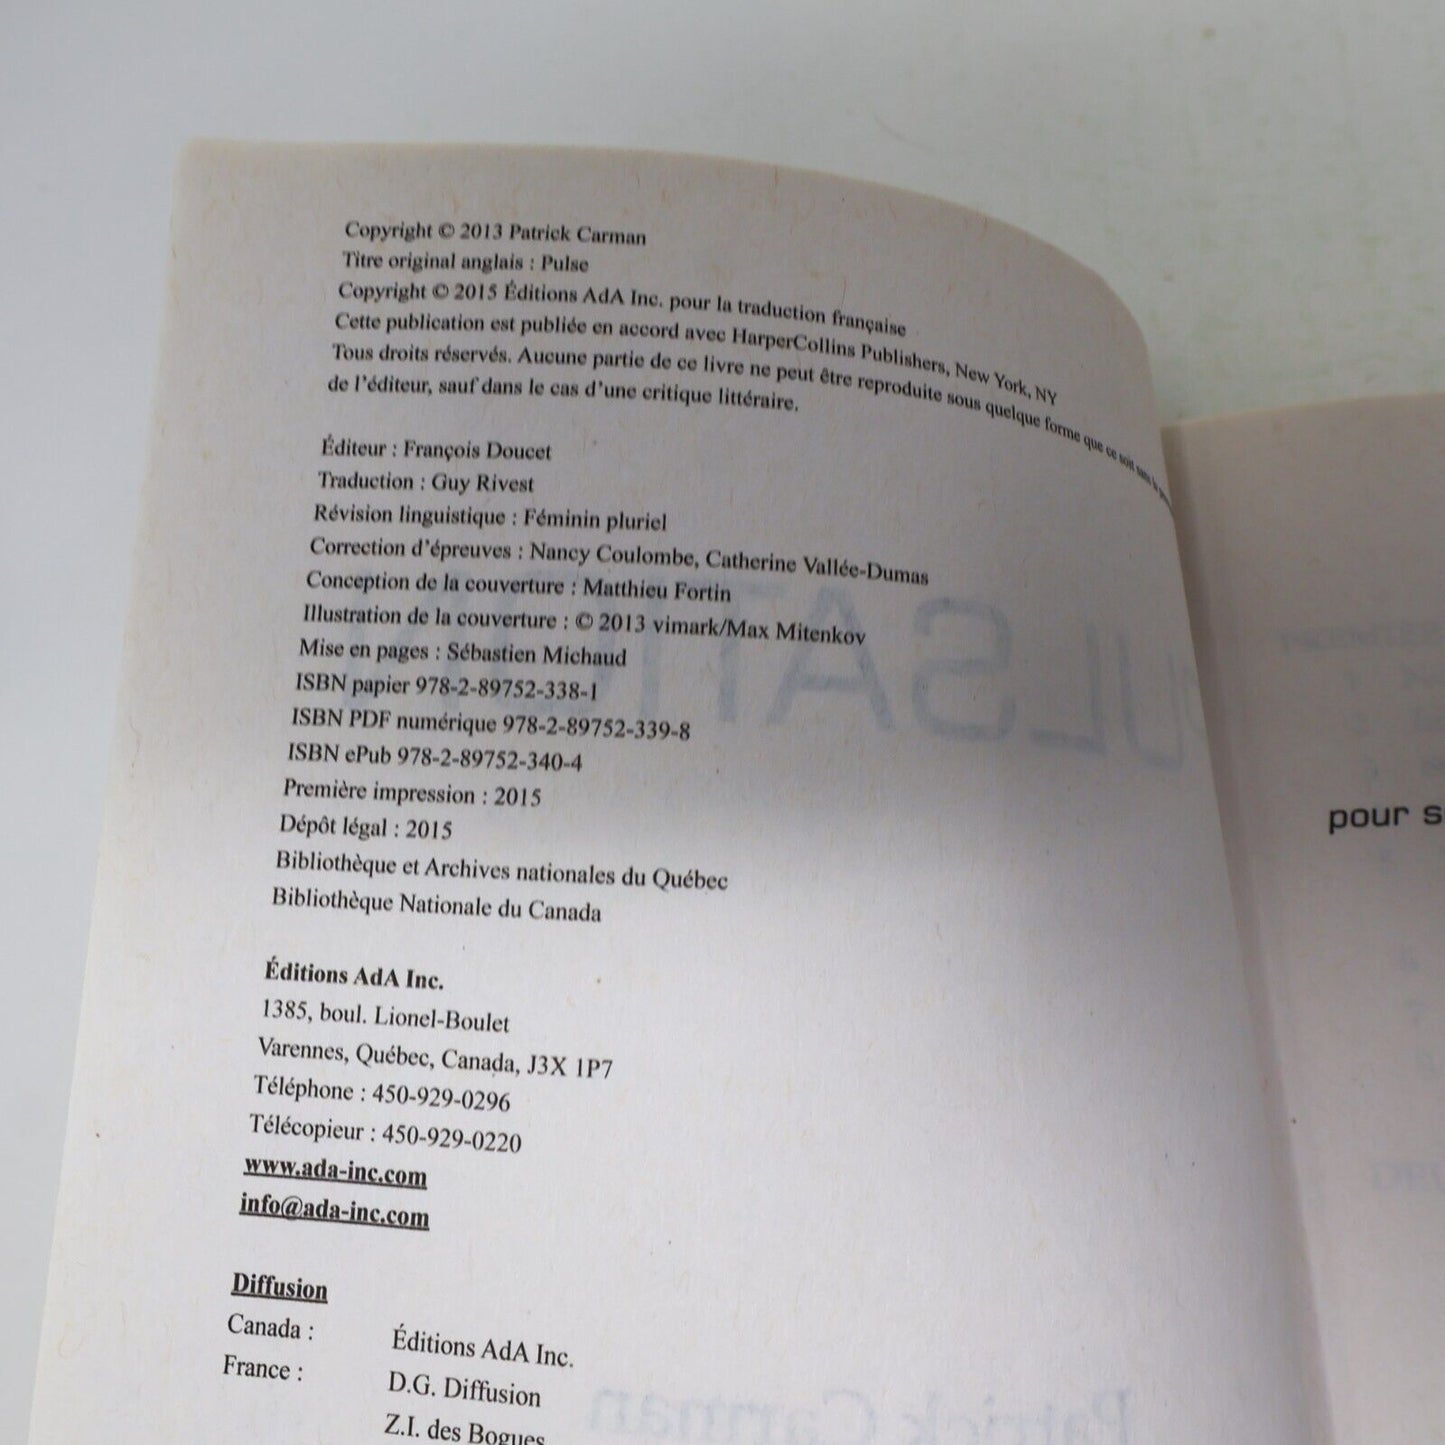 Copyright © 2013 Patrick Carman
Titre original anglais : Pulse
Copyright © 2015 Éditions AdA Inc. pour la traduction française
Cette publication est publiée en accord avec HarperCollins Publishers, New York, NY
Tous droits réservés. Aucune partie de ce livre ne peut être reproduite sous quelque forme que ce soit sans la
de l'éditeur, sauf dans le cas d'une critique littéraire.
Éditeur : François Doucet
Traduction : Guy Rivest
Révision linguistique : Féminin pluriel
Correction d'épreuves : Nancy Coulombe, Catherine Vallée-Dumas
Conception de la couverture : Matthieu Fortin
Illustration de la couverture : © 2013 vimark/Max Mitenkov
Mise en pages : Sébastien Michaud
ISBN papier 978-2-89752-338-1
ISBN PDF numérique 978-2-89752-339-8
ISBN ePub 978-2-89752-340-4
Première impression : 2015
Dépôt légal : 2015
Bibliothèque et Archives nationales du Québec
Bibliothèque Nationale du Canada
Éditions AdA Inc.
1385, boul. Lionel-Boulet
Varennes, Québec, Canada, J3X 1P7
Téléphone : 450-929-0296
Télécopieur : 450-929-0220
www.ada-inc.com
info@ada-inc.com
Diffusion
Canada : Éditions AdA Inc.
France : D.G. Diffusion
Z.I. des Bogues
pour s